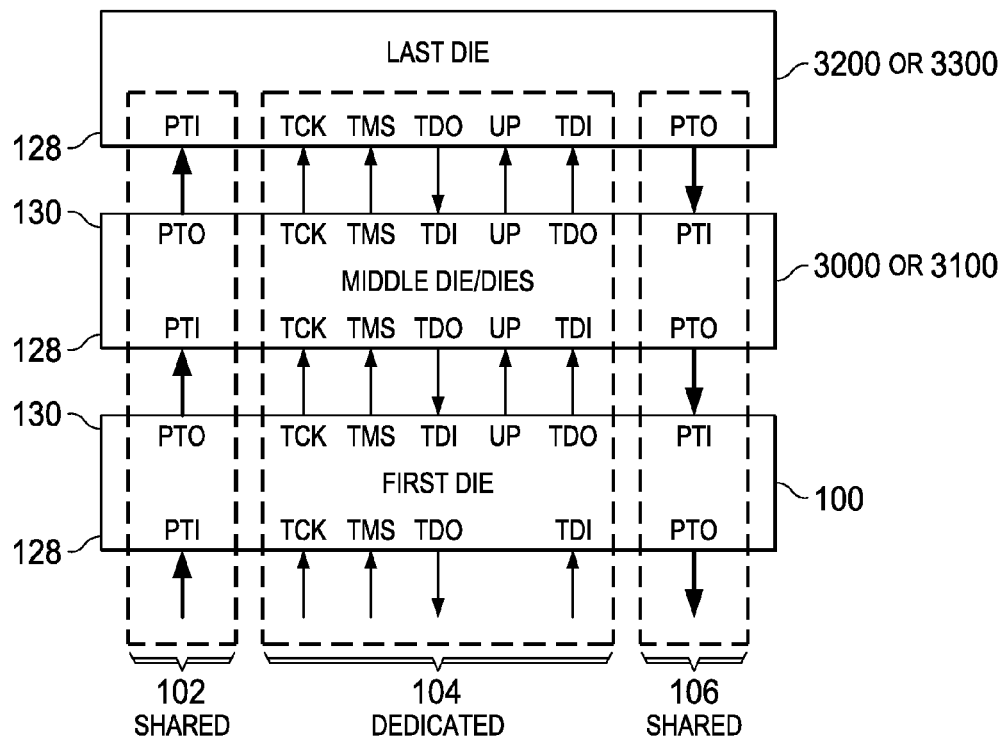 LAST DIE
3200 OR 3300
PTI TCK TMS TDO UP TDI PTO
128
130
PTO TCK TMS TDI UP TDO PTI
3000 OR 3100
MIDDLE DIE/DIES
PTI TCK TMS TDO UP TDI PTO
128
130
PTO TCK TMS TDI UP TDO PTI
FIRST DIE
100
PTI TCK TMS TDO TDI PTO
128
102 104 106
SHARED DEDICATED SHARED